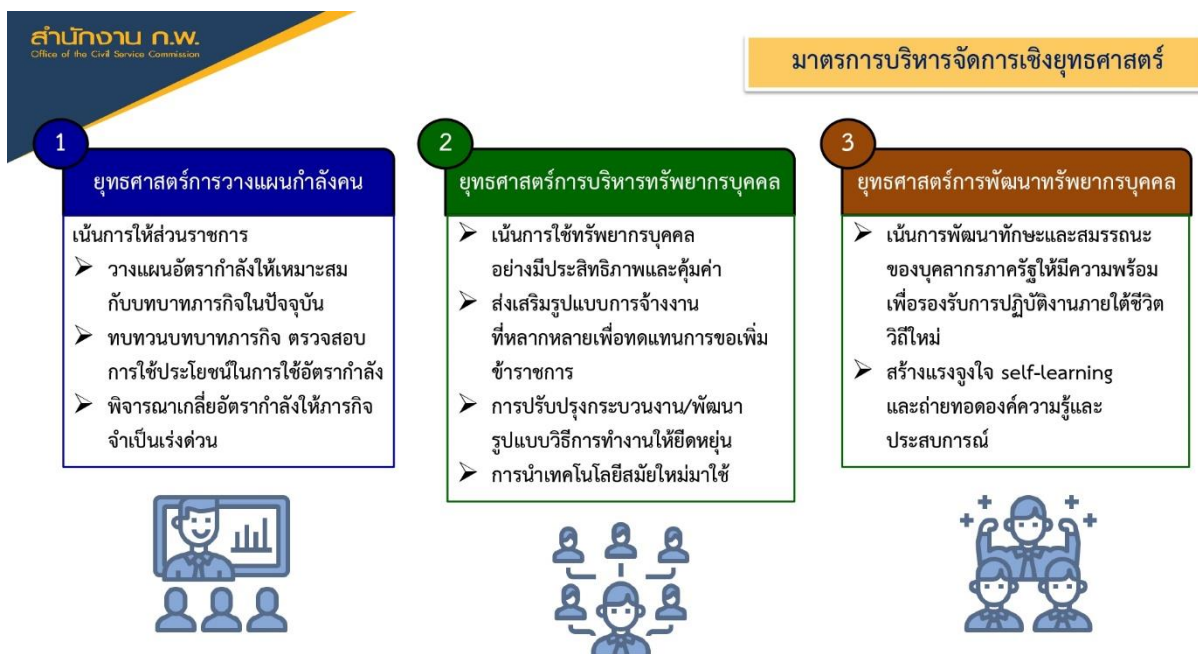 สำนักงาน ก.พ.
Office of the Civil Service Commission
มาตรการบริหารจัดการเชิงยุทธศาสตร์
1
ยุทธศาสตร์การวางแผนกำลังคน
เน้นการให้ส่วนราชการ
➢ วางแผนอัตรากำลังให้เหมาะสม
กับบทบาทภารกิจในปัจจุบัน
➢ ทบทวนบทบาทภารกิจ ตรวจสอบ
การใช้ประโยชน์ในการใช้อัตรากำลัง
➢ พิจารณาเกลี่ยอัตรากำลังให้ภารกิจ
จำเป็นเร่งด่วน
2
ยุทธศาสตร์การบริหารทรัพยากรบุคคล
➢ เน้นการใช้ทรัพยากรบุคคล
อย่างมีประสิทธิภาพและคุ้มค่า
➢ ส่งเสริมรูปแบบการจ้างงาน
ที่หลากหลายเพื่อทดแทนการขอเพิ่ม
ข้าราชการ
➢ การปรับปรุงกระบวนงาน/พัฒนา
รูปแบบวิธีการทำงานให้ยืดหยุ่น
➢ การนำเทคโนโลยีสมัยใหม่มาใช้
3
ยุทธศาสตร์การพัฒนาทรัพยากรบุคคล
➢ เน้นการพัฒนาทักษะและสมรรถนะ
ของบุคลากรภาครัฐให้มีความพร้อม
เพื่อรองรับการปฏิบัติงานภายใต้ชีวิต
วิถีใหม่
➢ สร้างแรงจูงใจ self-learning
และถ่ายทอดองค์ความรู้และ
ประสบการณ์